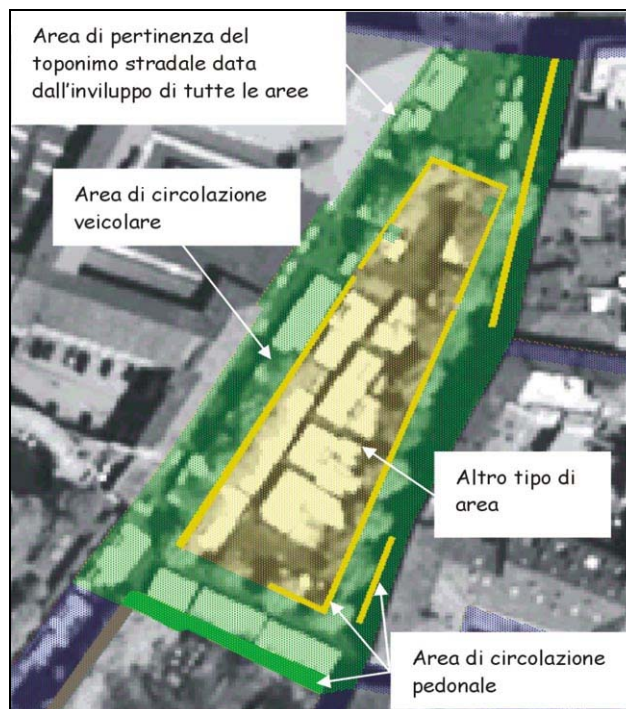 Area di pertinenza del
toponimo stradale data
dall'inviluppo di tutte le aree
Area di circolazione
veicolare
Altro tipo di
area
Area di circolazione
pedonale